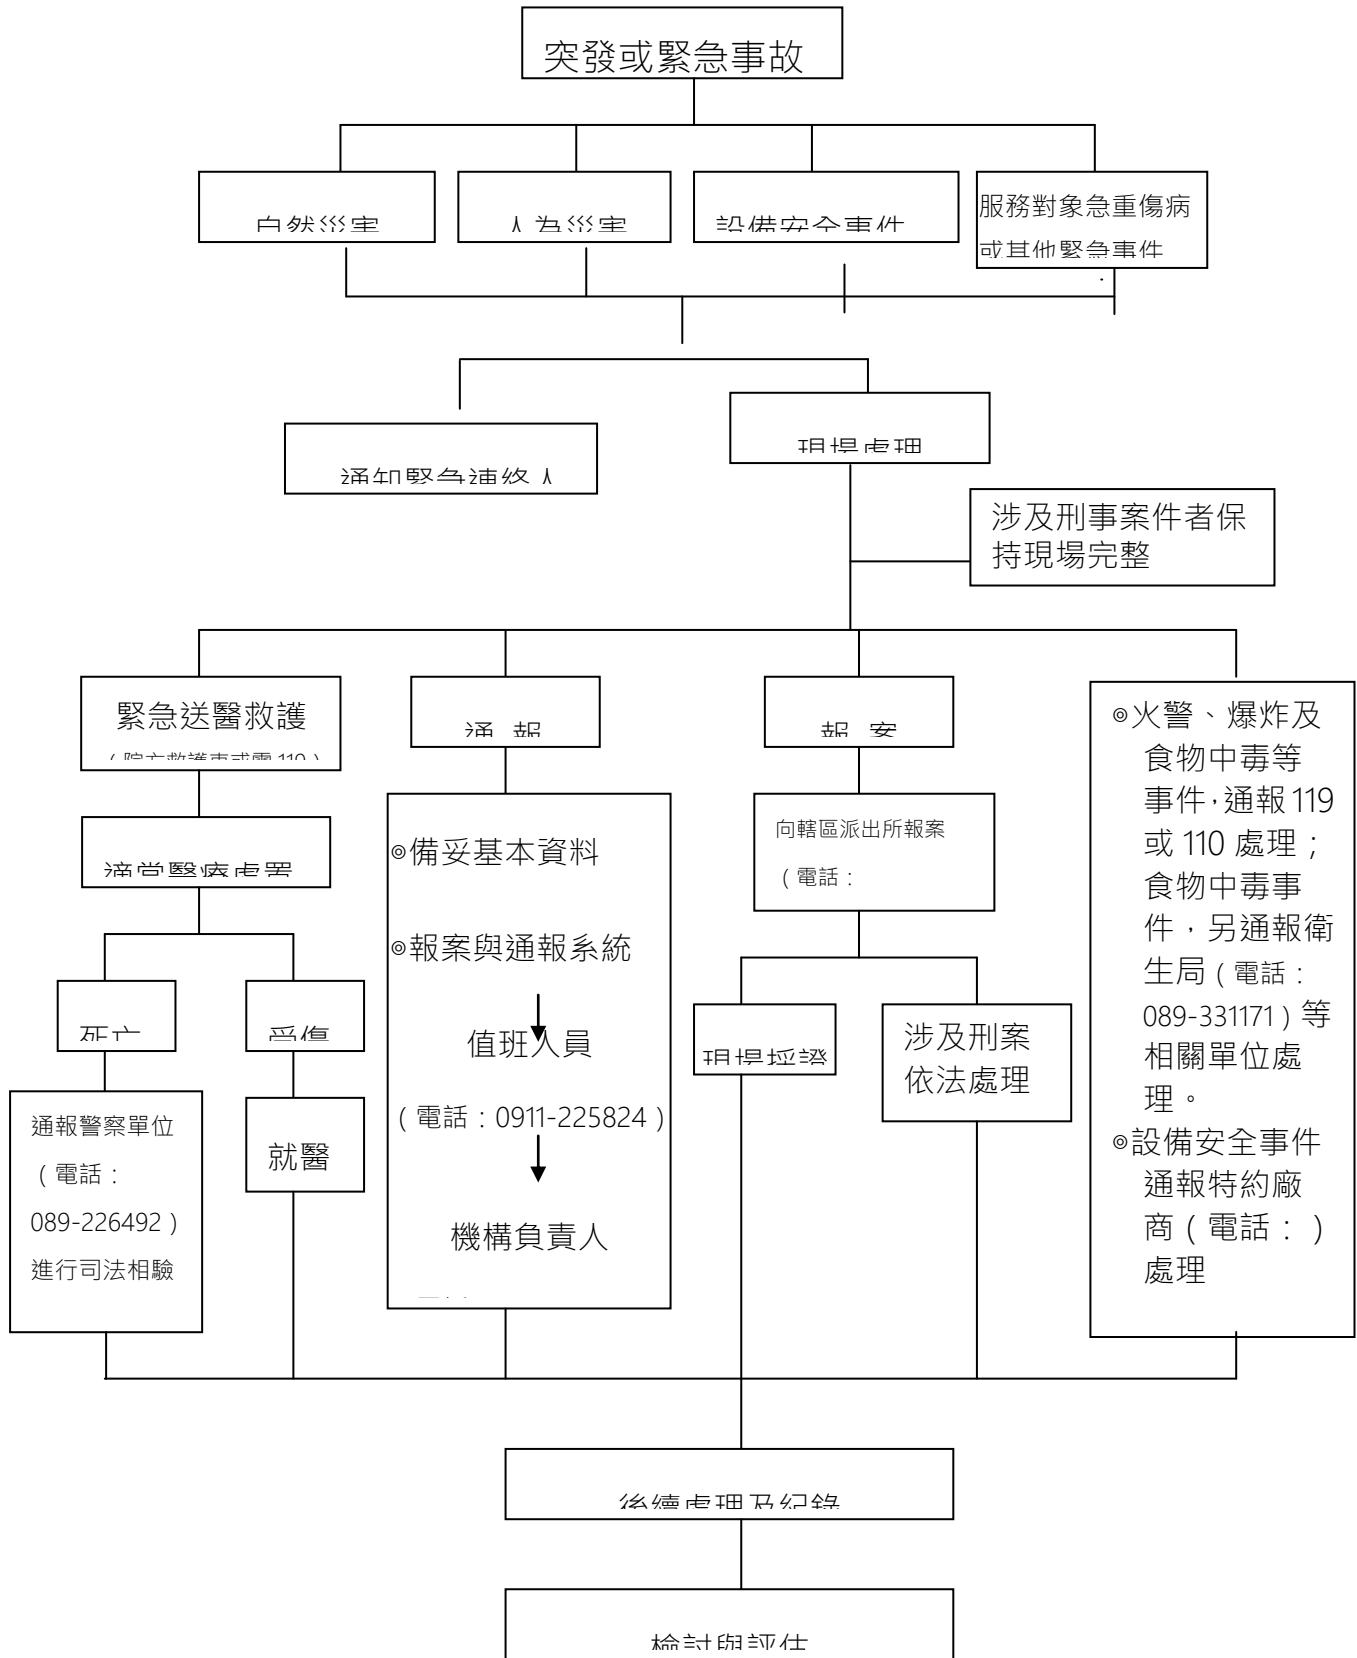 突發或緊急事故
自然災害
人為災害
設備安全事件
服務對象急重傷病
或其他緊急事件
現場處理
通知緊急連絡人
涉及刑事案件者保
持現場完整
緊急送醫救護
通 報
報 案
適當醫療處置
◎備妥基本資料
◎報案與通報系統
值班人員
(電話:0911-225824)
機構負責人
向轄區派出所報案
(電話:
死亡
受傷
現場採證
涉及刑案
依法處理
通報警察單位
(電話:
089-226492)
進行司法相驗
就醫
◎火警、爆炸及
食物中毒等
事件,通報119
或 110 處理;
食物中毒事
件,另通報衛
生局(電話:
089-331171)等
相關單位處
理。
◎設備安全事件
通報特約廠
商(電話: )
處理
後續處理及紀錄
檢討與評估